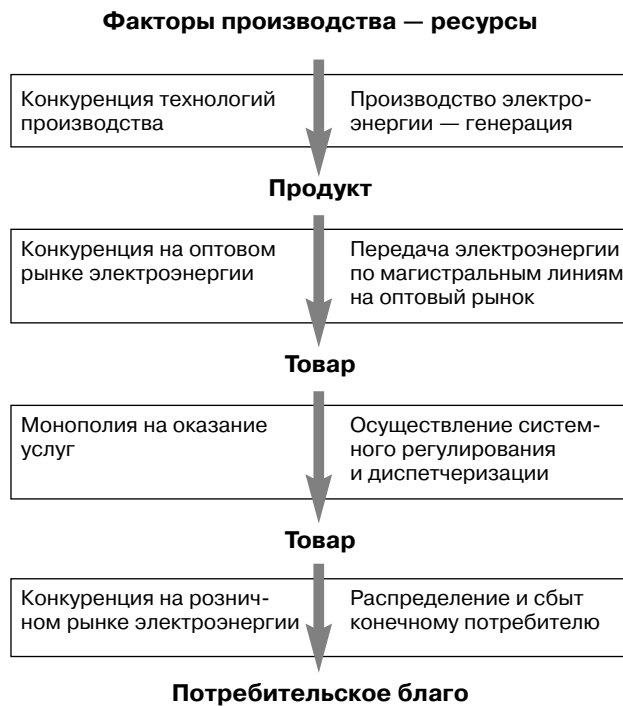 Факторы производства — ресурсы
Конкуренция технологий
производства
Производство электро-
энергии — генерация
Продукт
Конкуренция на оптовом
рынке электроэнергии
Передача электроэнергии
по магистральным линиям
на оптовый рынок
Товар
Монополия на оказание
услуг
Осуществление систем-
ного регулирования
и диспетчеризации
Товар
Конкуренция на рознич-
ном рынке электроэнергии
Распределение и сбыт
конечному потребителю
Потребительское благо